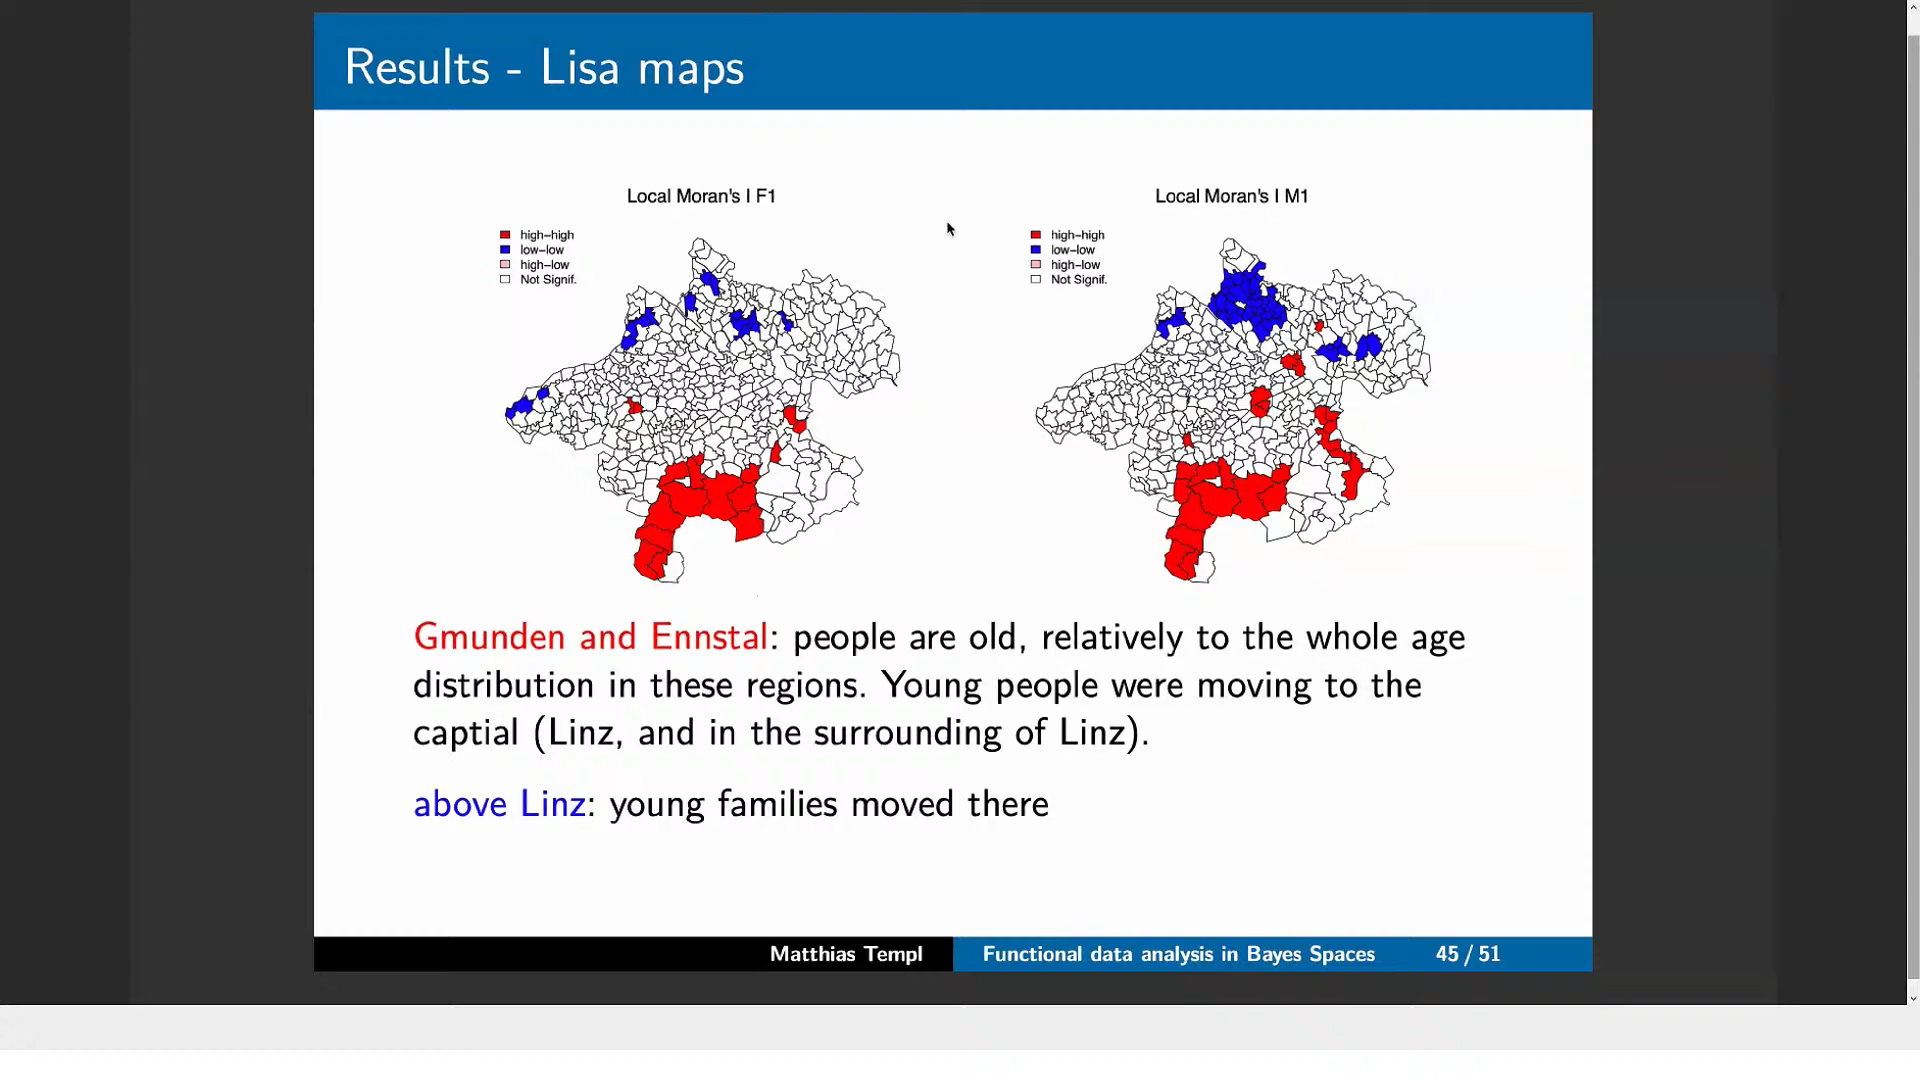 Results - Lisa maps
Local Moran's I F1
high–high
low–low
high–low
Not Signif.
Local Moran's I M1
high–high
low–low
high–low
Not Signif.
Gmunden and Ennstal: people are old, relatively to the whole age
distribution in these regions. Young people were moving to the
captial (Linz, and in the surrounding of Linz).
above Linz: young families moved there
Matthias Templ
Functional data analysis in Bayes Spaces
45 / 51